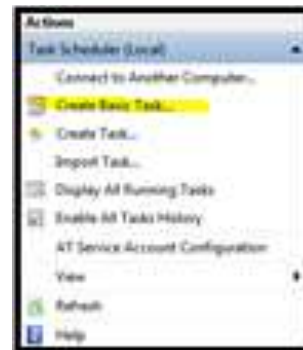 Actions
Task Scheduler (Local)
Connect to Another Computer...
Create Basic Task...
Create Task...
Import Task...
Display All Running Tasks
Enable All Tasks History
AT Service Account Configuration
View
Refresh
Help